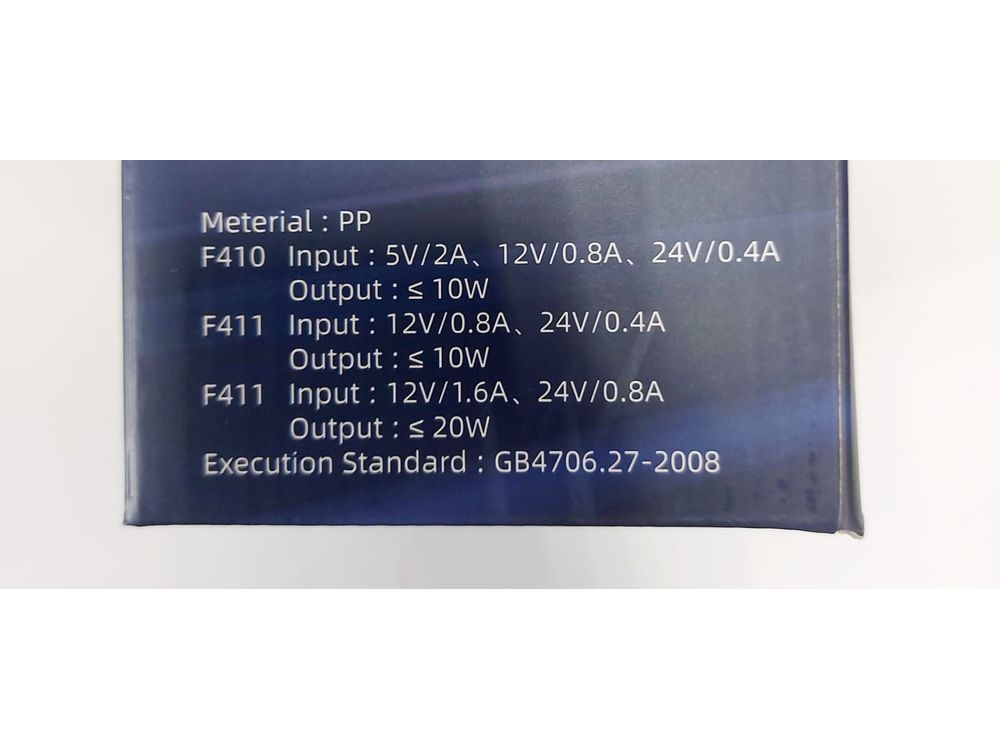 Meterial : PP
F410 Input : 5V/2A、12V/0.8A、24V/0.4A
Output : ≤ 10W
F411 Input : 12V/0.8A、24V/0.4A
Output : ≤ 10W
F411 Input : 12V/1.6A、24V/0.8A
Output : ≤ 20W
Execution Standard : GB4706.27-2008